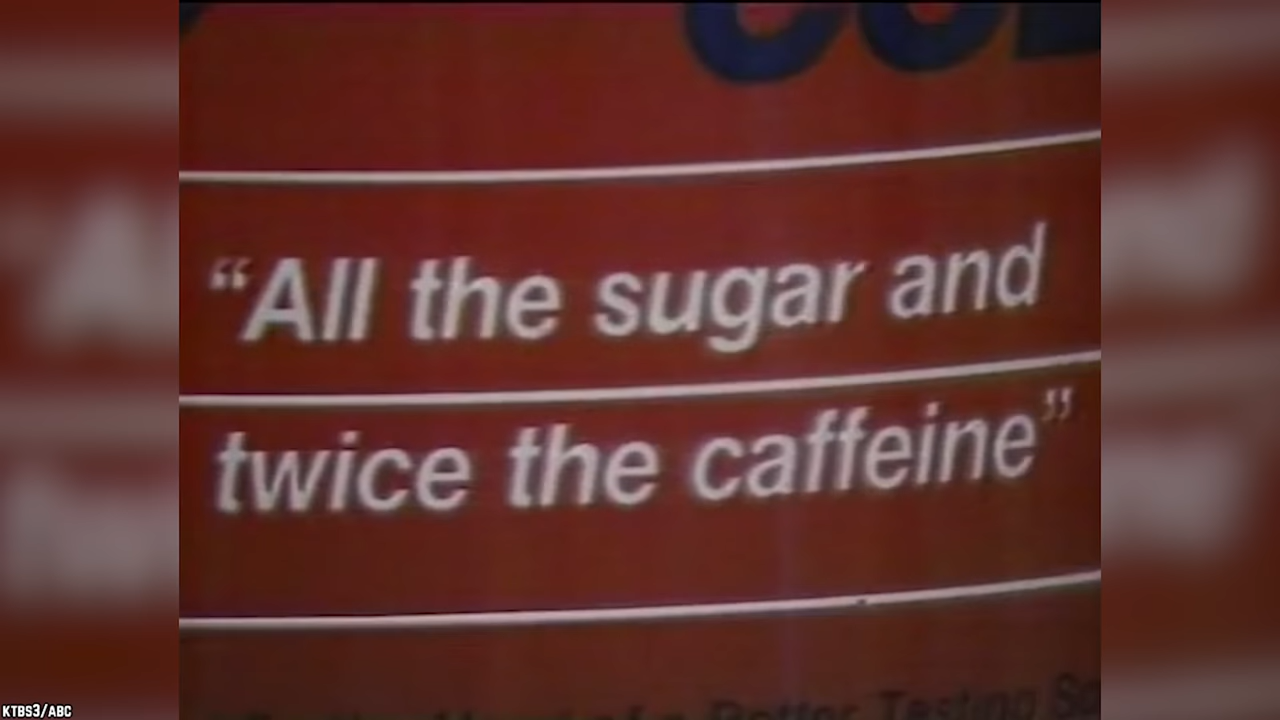 “All the sugar and
twice the caffeine”
KTBS3/ABC